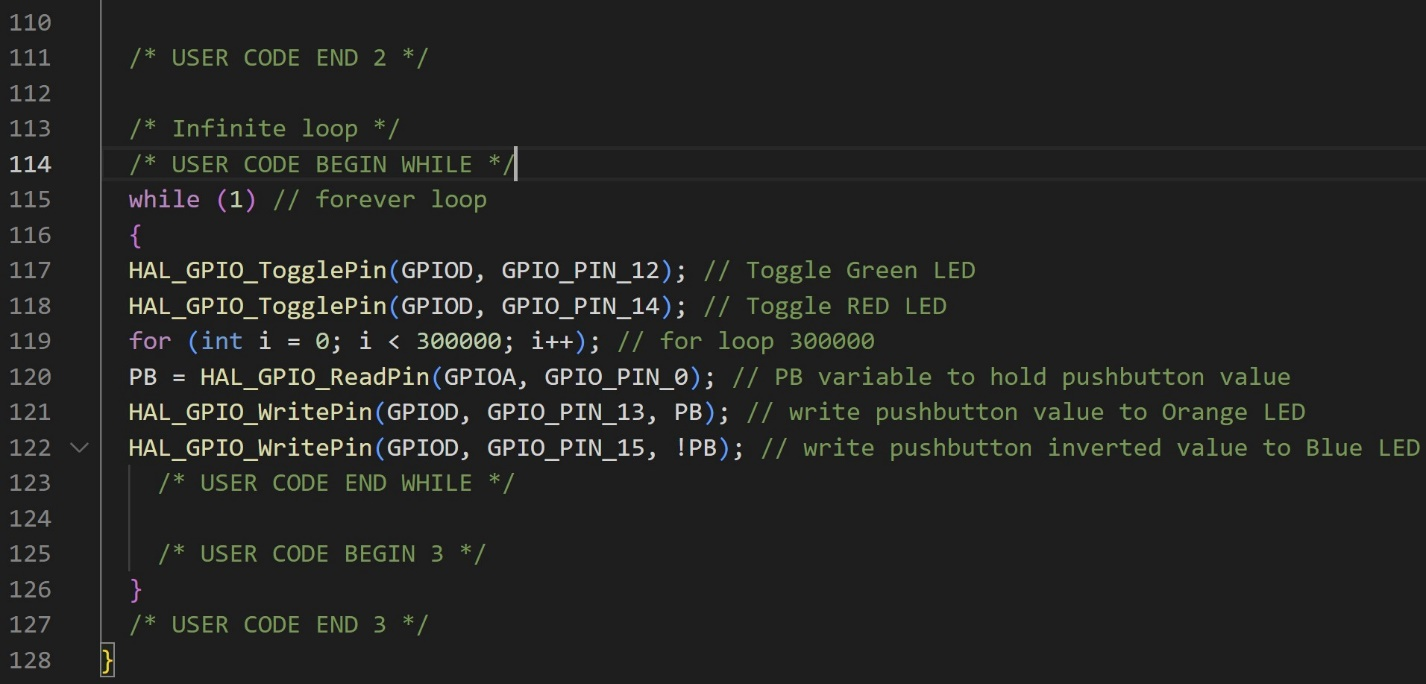 110
111 /* USER CODE END 2 */
112
113 /* Infinite loop */
114 /* USER CODE BEGIN WHILE */
115 while (1) // forever loop
116 {
117 HAL_GPIO_TogglePin(GPIOD, GPIO_PIN_12); // Toggle Green LED
118 HAL_GPIO_TogglePin(GPIOD, GPIO_PIN_14); // Toggle RED LED
119 for (int i = 0; i < 300000; i++); // for loop 300000
120 PB = HAL_GPIO_ReadPin(GPIOA, GPIO_PIN_0); // PB variable to hold pushbutton value
121 HAL_GPIO_WritePin(GPIOD, GPIO_PIN_13, PB); // write pushbutton value to Orange LED
122 HAL_GPIO_WritePin(GPIOD, GPIO_PIN_15, !PB); // write pushbutton inverted value to Blue LED
123 /* USER CODE END WHILE */
124
125 /* USER CODE BEGIN 3 */
126 }
127 /* USER CODE END 3 */
128 }